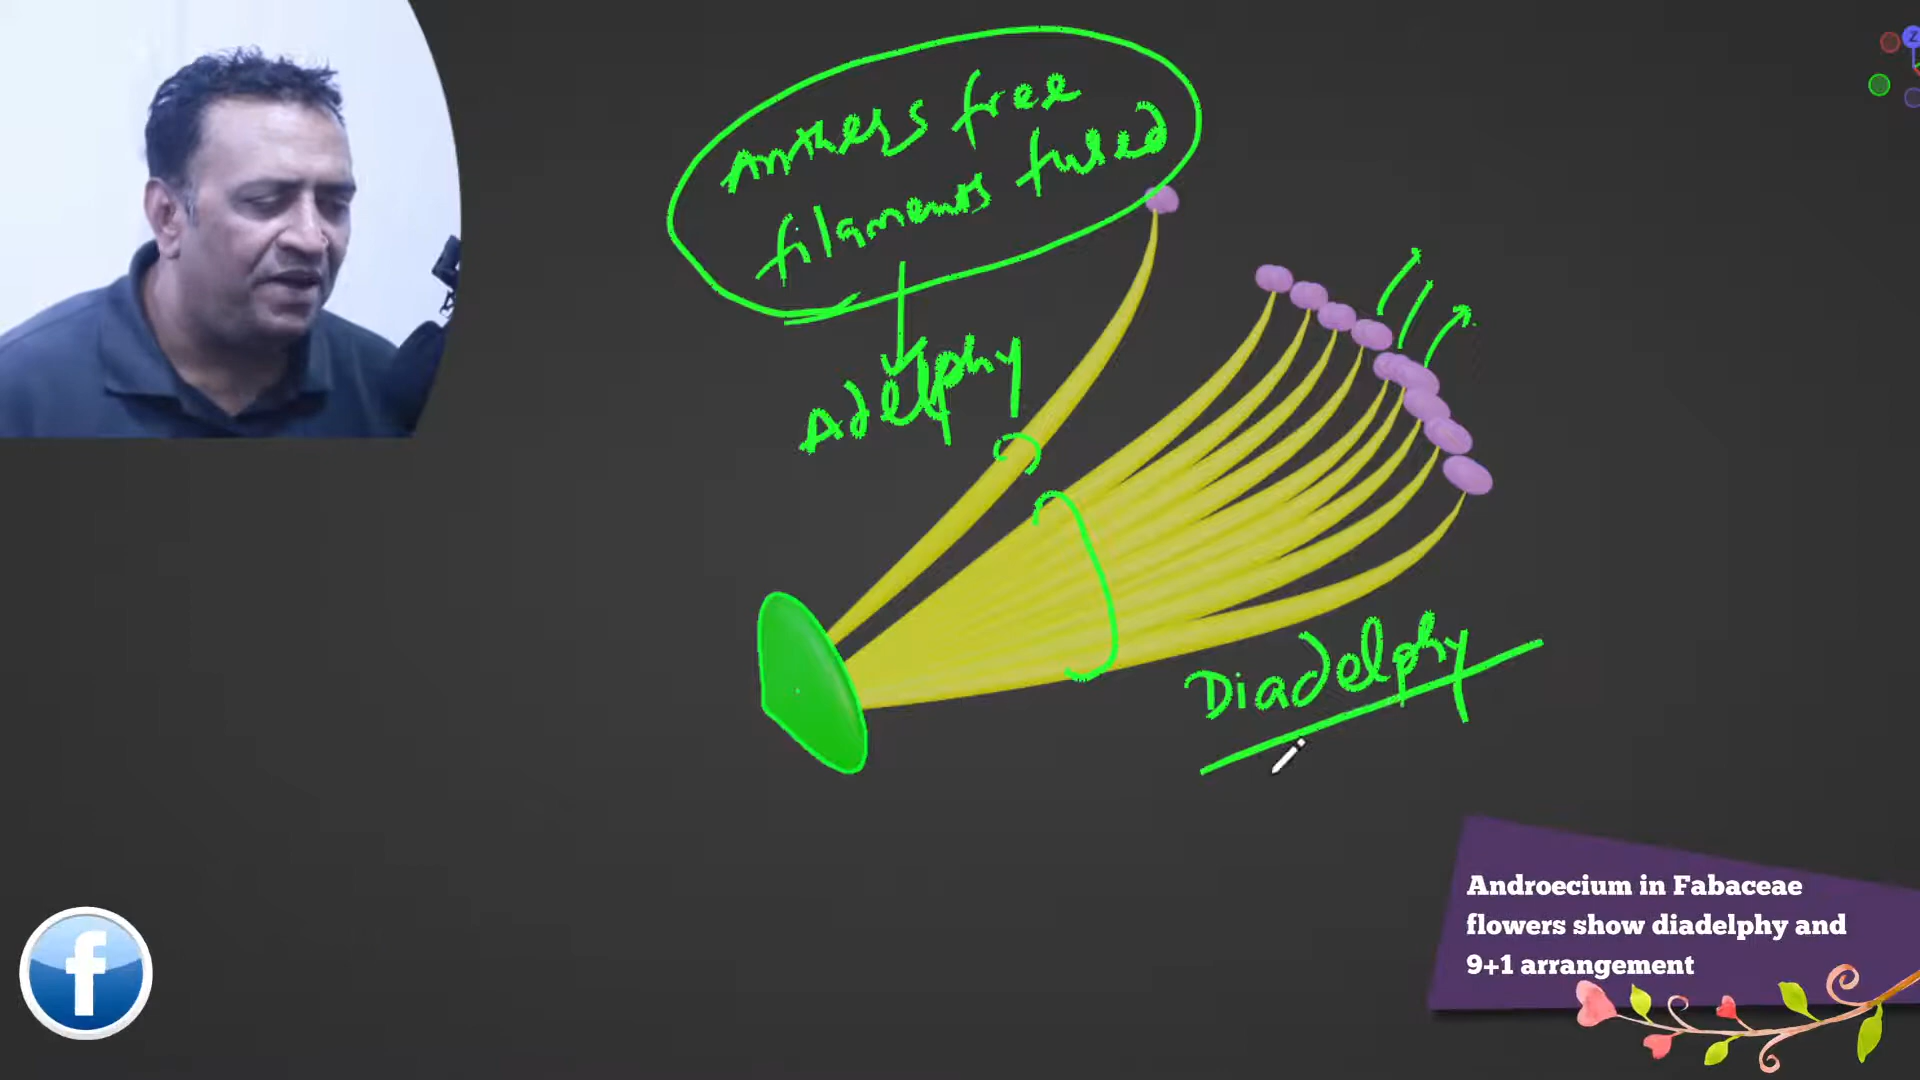 Anthers free
filaments fused
Adelphy
Diadelphy
Androecium in Fabaceae
flowers show diadelphy and
9+1 arrangement
Z
f